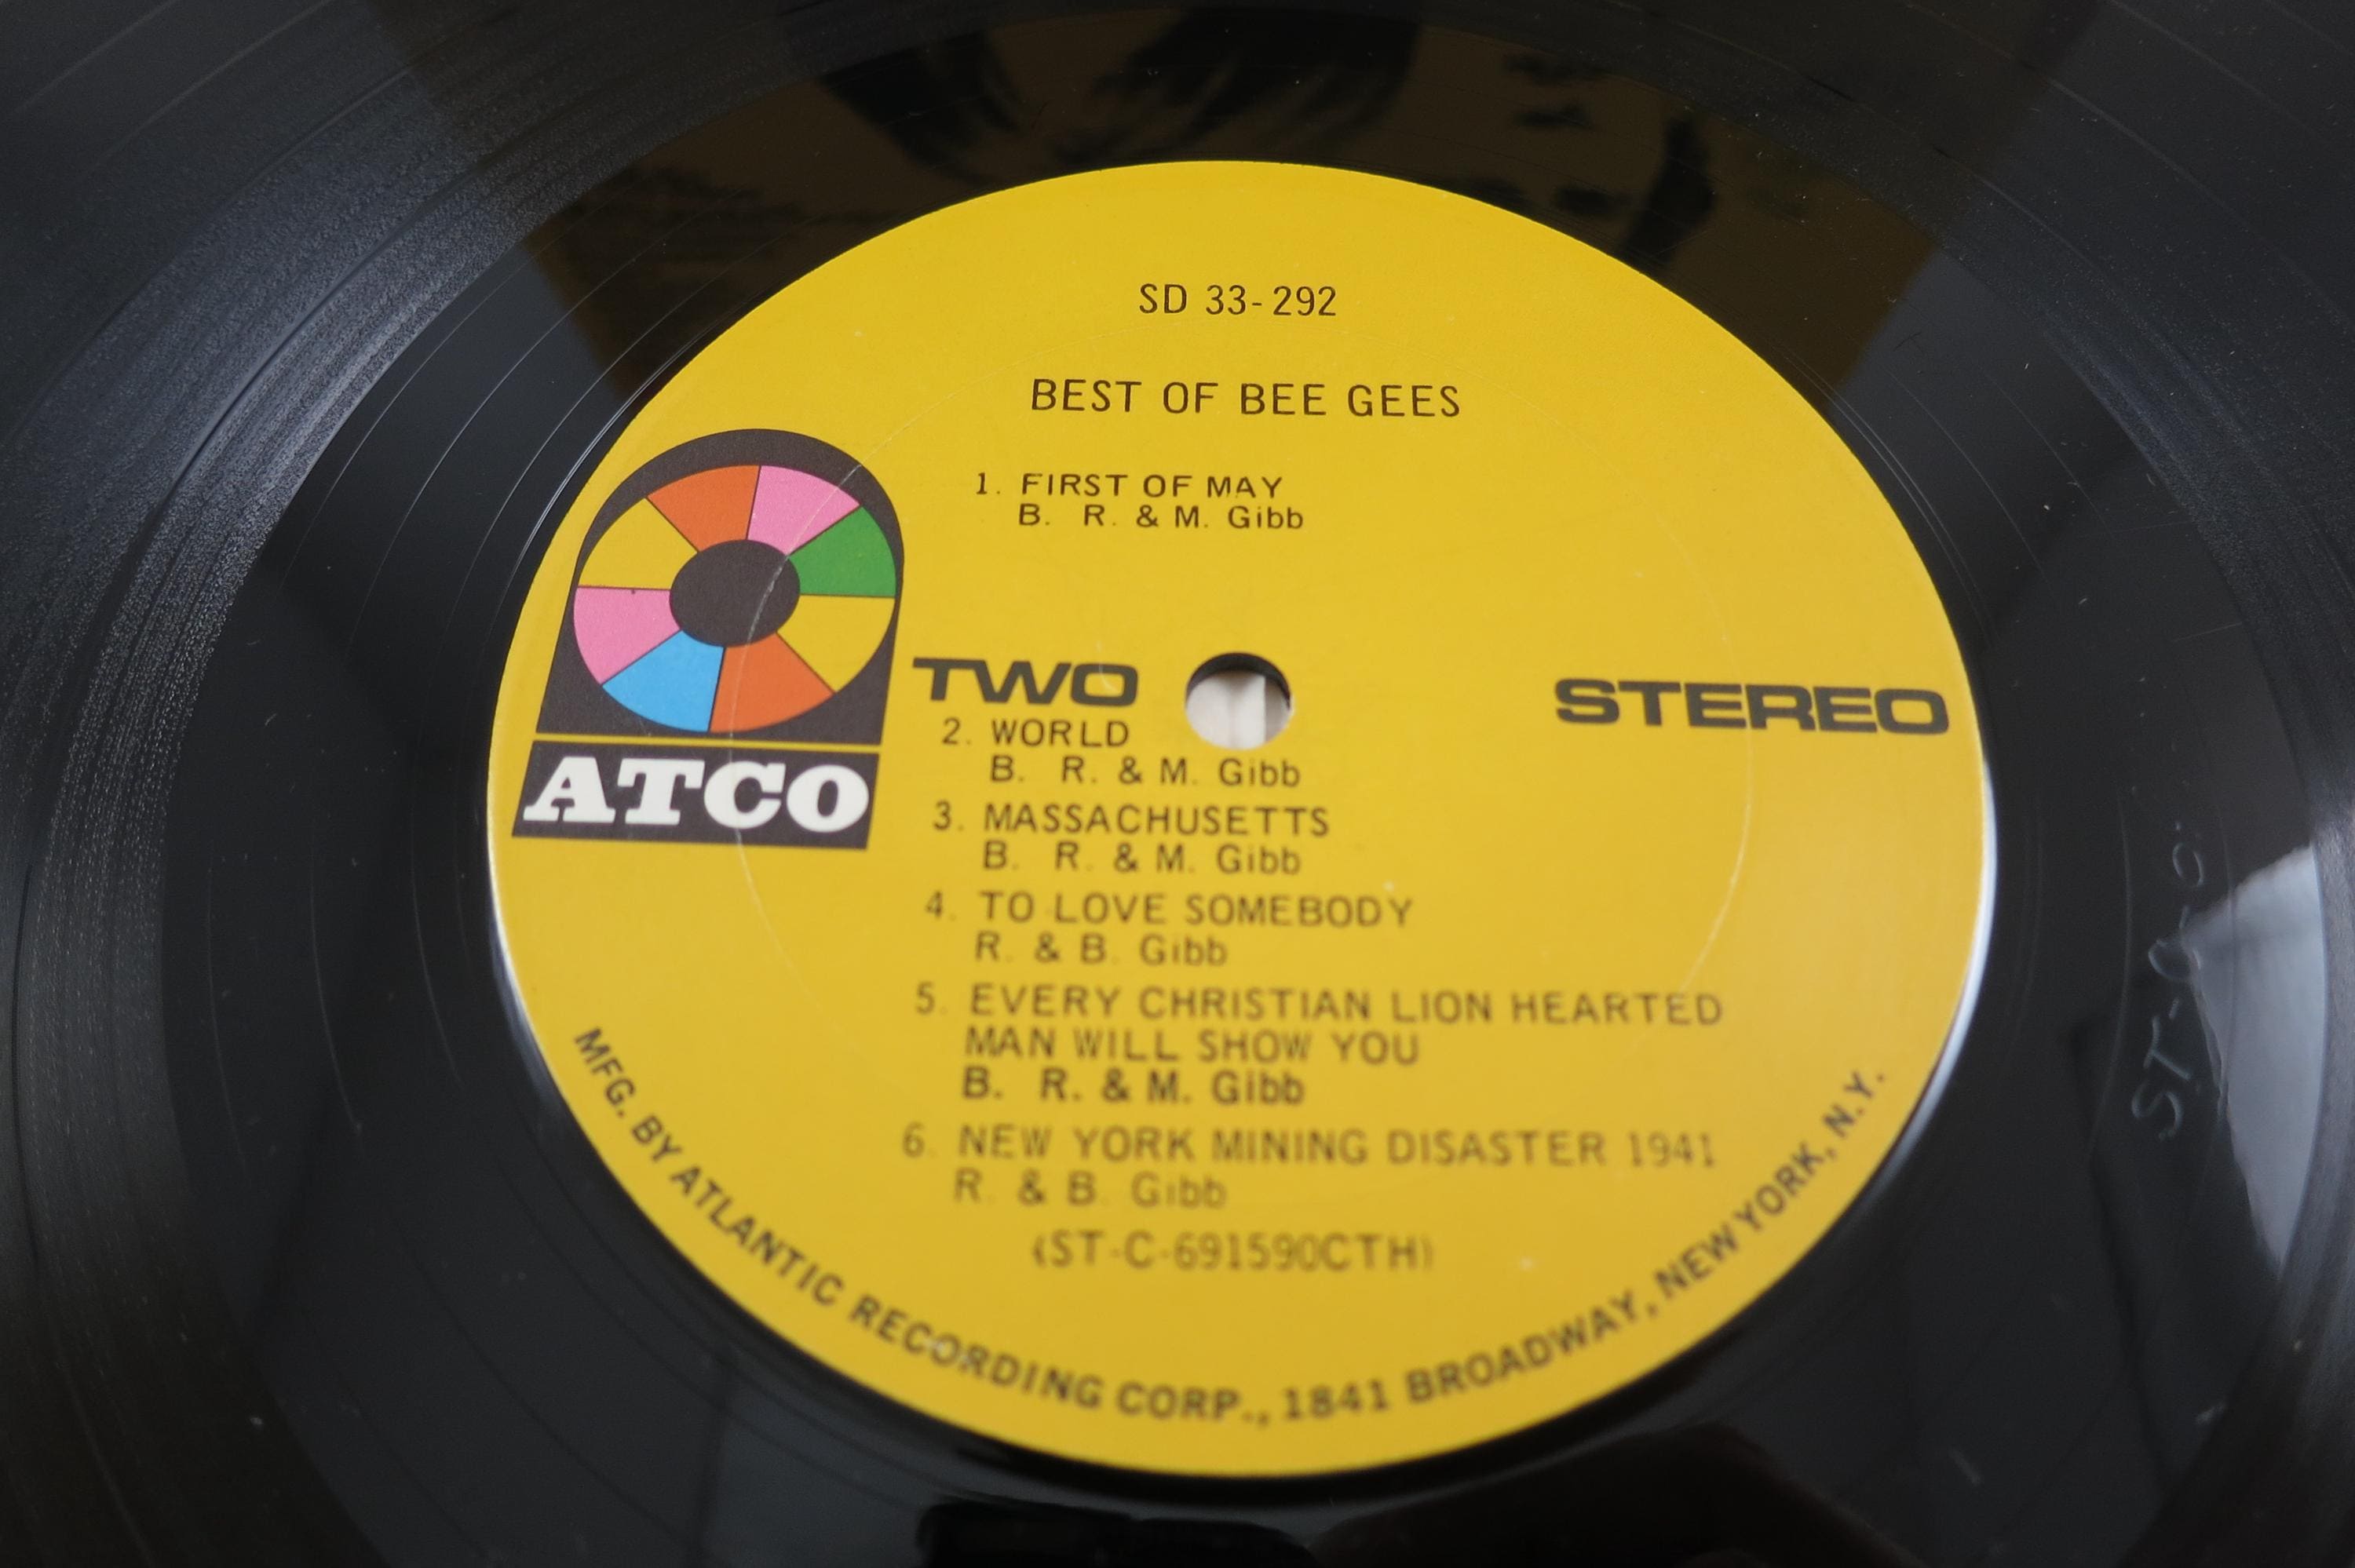 SD 33-292
BEST OF BEE GEES
1. FIRST OF MAY
B. R. & M. Gibb
TWO
STEREO
2. WORLD
B. R. & M. Gibb
ATCO
3. MASSACHUSETTS
B. R. & M. Gibb
4. TO LOVE SOMEBODY
R. & B. Gibb
5. EVERY CHRISTIAN LION HEARTED
MAN WILL SHOW YOU
B. R. & M. Gibb
6. NEW YORK MINING DISASTER 1941
R. & B. Gibb
(ST-C-691590CTH)
MFG. BY ATLANTIC RECORDING CORP., 1841 BROADWAY, NEW YORK, N.Y.